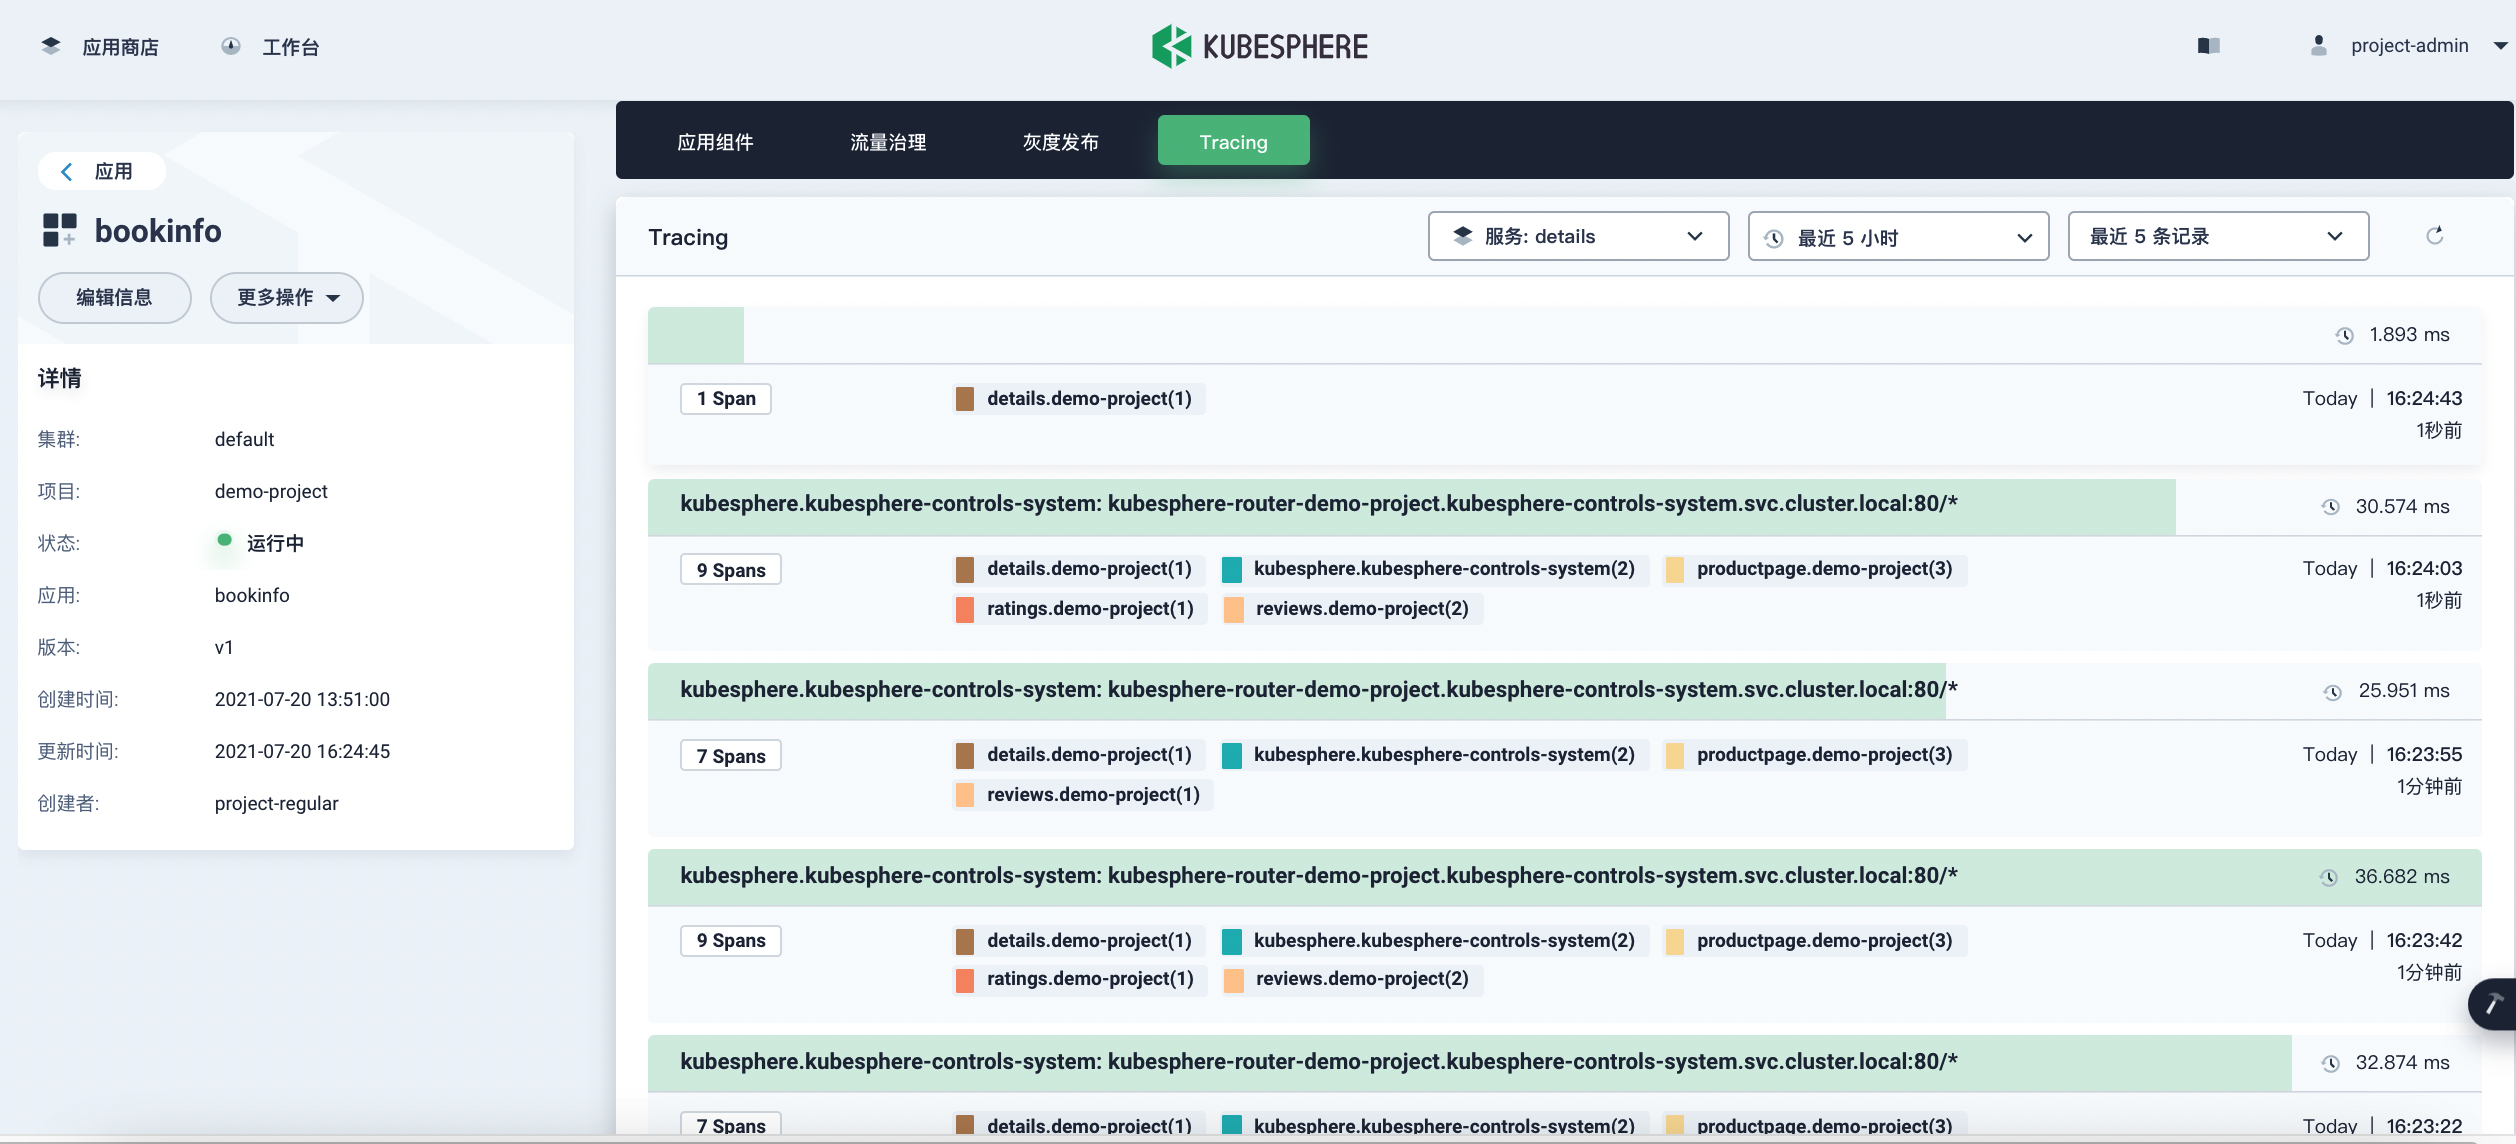 应用商店 工作台 KUBESPHERE project-admin
应用组件 流量治理 灰度发布 Tracing
应用
bookinfo
编辑信息 更多操作
详情
集群: default
项目: demo-project
状态: 运行中
应用: bookinfo
版本: v1
创建时间: 2021-07-20 13:51:00
更新时间: 2021-07-20 16:24:45
创建者: project-regular
Tracing 服务: details 最近 5 小时 最近 5 条记录
1.893 ms
1 Span details.demo-project(1) Today | 16:24:43
1秒前
kubesphere.kubesphere-controls-system: kubesphere-router-demo-project.kubesphere-controls-system.svc.cluster.local:80/* 30.574 ms
9 Spans details.demo-project(1) kubesphere.kubesphere-controls-system(2) productpage.demo-project(3) Today | 16:24:03
ratings.demo-project(1) reviews.demo-project(2) 1秒前
kubesphere.kubesphere-controls-system: kubesphere-router-demo-project.kubesphere-controls-system.svc.cluster.local:80/* 25.951 ms
7 Spans details.demo-project(1) kubesphere.kubesphere-controls-system(2) productpage.demo-project(3) Today | 16:23:55
reviews.demo-project(1) 1分钟前
kubesphere.kubesphere-controls-system: kubesphere-router-demo-project.kubesphere-controls-system.svc.cluster.local:80/* 36.682 ms
9 Spans details.demo-project(1) kubesphere.kubesphere-controls-system(2) productpage.demo-project(3) Today | 16:23:42
ratings.demo-project(1) reviews.demo-project(2) 1分钟前
kubesphere.kubesphere-controls-system: kubesphere-router-demo-project.kubesphere-controls-system.svc.cluster.local:80/* 32.874 ms
7 Spans details.demo-project(1) kubesphere.kubesphere-controls-system(2) productpage.demo-project(3) Today | 16:23:22